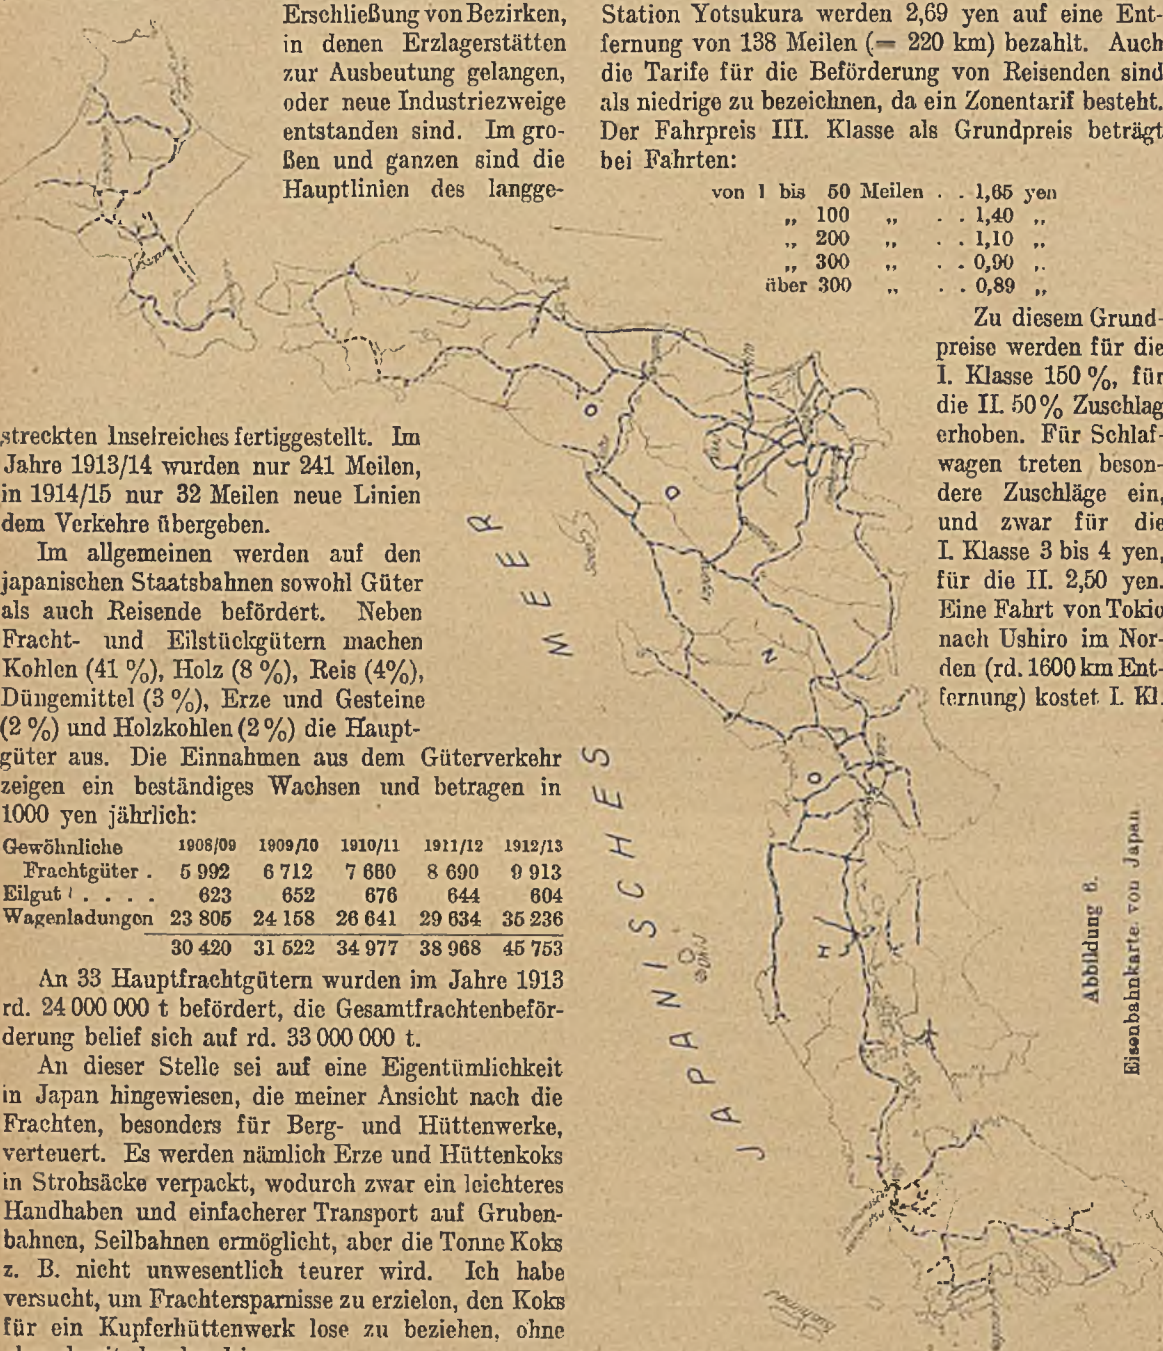 Erschließung von Bezirken,
in denen Erzlagerstätten
zur Ausbeutung gelangen,
oder neue Industriezweige
entstanden sind. Im gro-
ßen und ganzen sind die
Hauptlinien des langge-
streckten Inselreiches fertiggestellt. Im
Jahre 1913/14 wurden nur 241 Meilen,
in 1914/15 nur 32 Meilen neue Linien
dem Verkehre übergeben.
Im allgemeinen werden auf den
japanischen Staatsbahnen sowohl Güter
als auch Reisende befördert. Neben
Fracht- und Eilstückgütern machen
Kohlen (41 %), Holz (8 %), Reis (4%),
Düngemittel (3 %), Erze und Gesteine
(2 %) und Holzkohlen (2 %) die Haupt-
güter aus. Die Einnahmen aus dem Güterverkehr
zeigen ein beständiges Wachsen und betragen in
1000 yen jährlich:
Gewöhnliche 1908/09 1909/10 1910/11 1911/12 1912/13
Frachtgüter . 5 992 6 712 7 660 8 690 9 913
Eilgut . . . . 623 652 676 644 604
Wagenladungen 23 805 24 158 26 641 29 634 35 236
30 420 31 522 34 977 38 968 45 753
An 33 Hauptfrachtgütern wurden im Jahre 1913
rd. 24 000 000 t befördert, die Gesamtfrachtenbeför-
derung belief sich auf rd. 33 000 000 t.
An dieser Stelle sei auf eine Eigentümlichkeit
in Japan hingewiesen, die meiner Ansicht nach die
Frachten, besonders für Berg- und Hüttenwerke,
verteuert. Es werden nämlich Erze und Hüttenkoks
in Strohsäcke verpackt, wodurch zwar ein leichteres
Handhaben und einfacherer Transport auf Gruben-
bahnen, Seilbahnen ermöglicht, aber die Tonne Koks
z. B. nicht unwesentlich teurer wird. Ich habe
versucht, um Frachtersparnisse zu erzielen, den Koks
für ein Kupferhüttenwerk lose zu beziehen, ohne
Station Yotsukura werden 2,69 yen auf eine Ent-
fernung von 138 Meilen (= 220 km) bezahlt. Auch
die Tarife für die Beförderung von Reisenden sind
als niedrige zu bezeichnen, da ein Zonentarif besteht.
Der Fahrpreis III. Klasse als Grundpreis beträgt
bei Fahrten:
von 1 bis 50 Meilen . . 1,65 yen
„ 100 „ . . 1,40 „
„ 200 „ . . 1,10 „
„ 300 „ . . 0,90 „
über 300 „ . . 0,89 „
Zu diesem Grund-
preise werden für die
I. Klasse 150 %, für
die II. 50% Zuschlag
erhoben. Für Schlaf-
wagen treten beson-
dere Zuschläge ein,
und zwar für die
I. Klasse 3 bis 4 yen,
für die II. 2,50 yen.
Eine Fahrt von Tokio
nach Ushiro im Nor-
den (rd. 1600 km Ent-
fernung) kostet I. Kl.
JAPANISCHES MEER
H O N D O
Abbildung 6.
Eisenbahnkarte von Japan